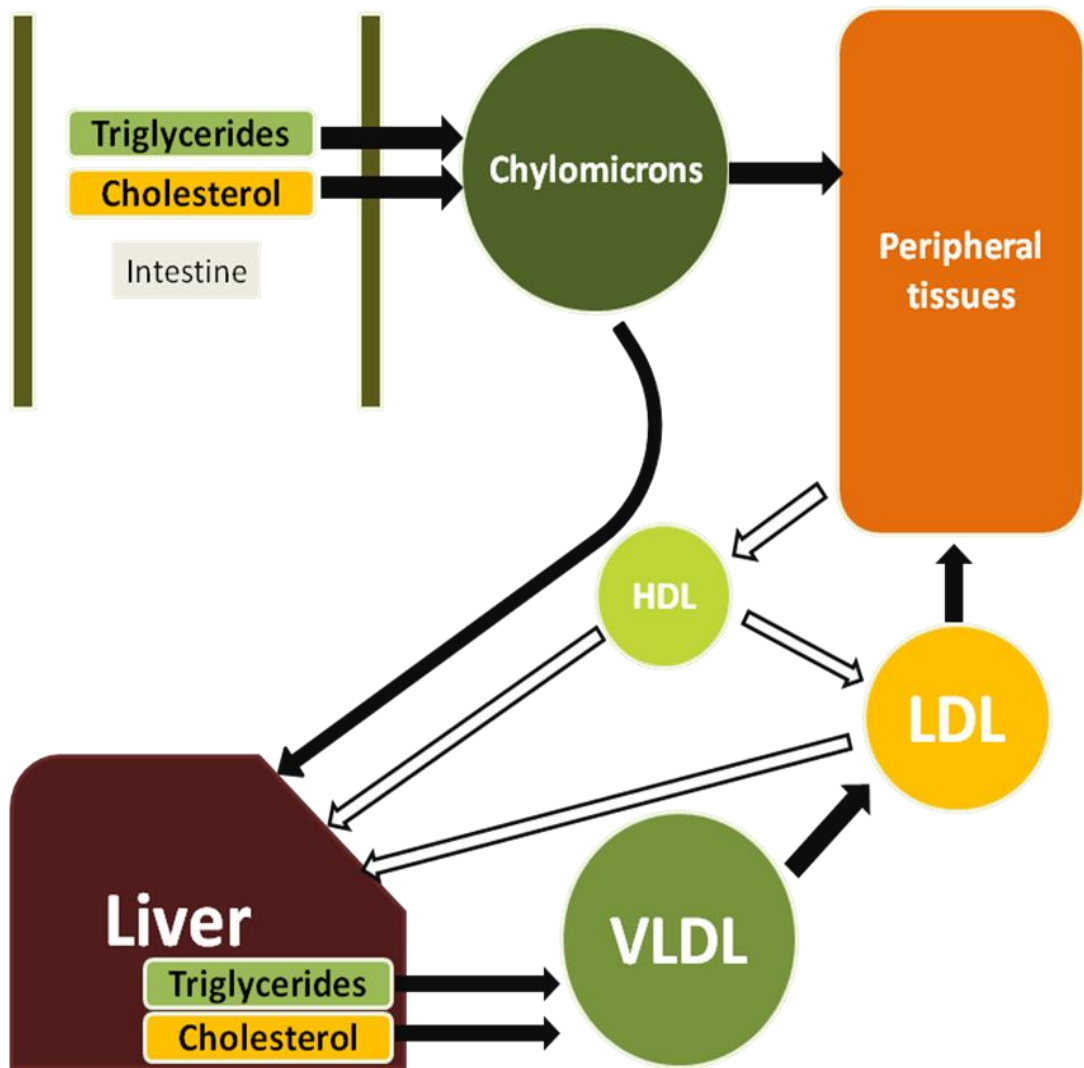 Triglycerides
Cholesterol
Intestine
Chylomicrons
Peripheral
tissues
HDL
LDL
Liver
VLDL
Triglycerides
Cholesterol